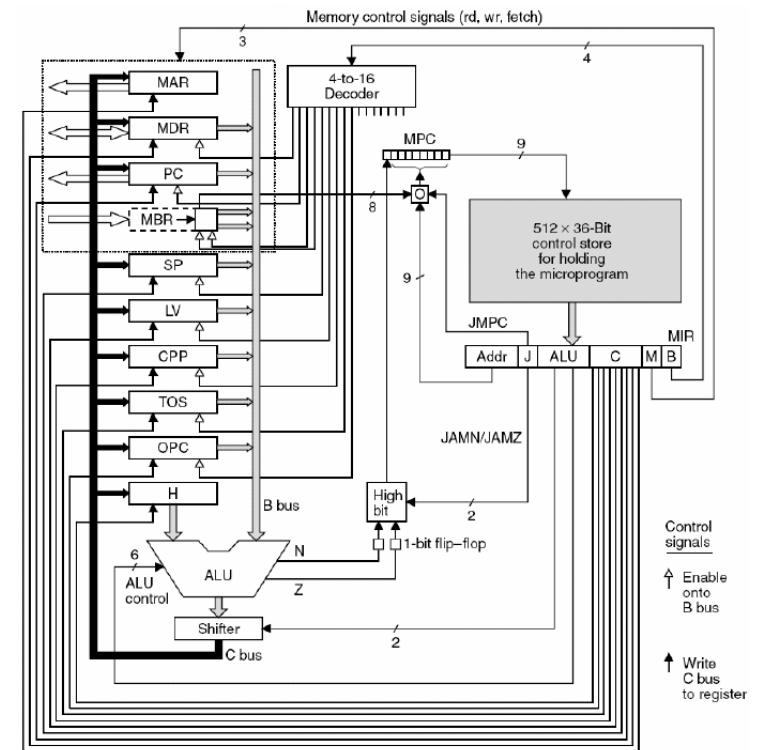 Memory control signals (rd, wr, fetch)
3
4
MAR
4-to-16
Decoder
MDR
MPC
9
PC
O
8
MBR
512 × 36-Bit
control store
for holding
the microprogram
SP
9
LV
JMPC
MIR
Addr J ALU C M B
CPP
TOS
JAMN/JAMZ
OPC
H
B bus
High
bit
2
Control
signals
N
1-bit flip–flop
6
ALU
ALU
control
Z
Enable
onto
B bus
Shifter
2
C bus
Write
C bus
to register